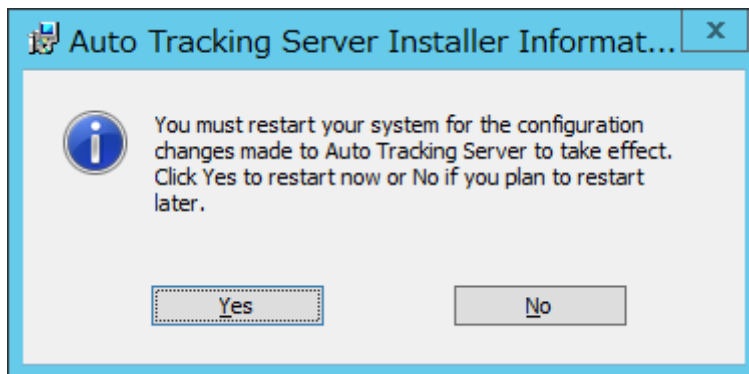 Auto Tracking Server Installer Informat...
You must restart your system for the configuration
changes made to Auto Tracking Server to take effect.
Click Yes to restart now or No if you plan to restart
later.
Yes
No